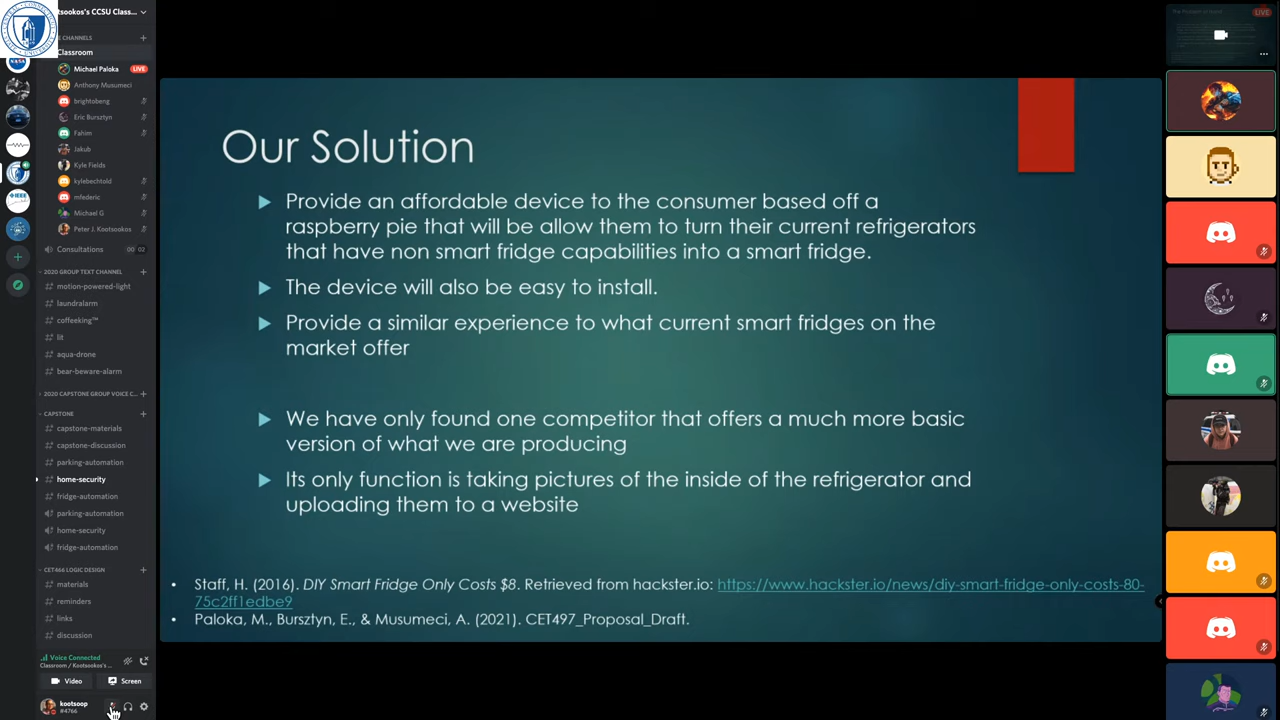 ootsookos's CCSU Class...
E CHANNELS
Classroom
Michael Paloka LIVE
Anthony Musumeci
brightobeng
Eric Bursztyn
Fahim
Jakub
Kyle Fields
kylebechtold
mfederic
Michael G
Peter J. Kootsookos
Consultations 00 02
2020 GROUP TEXT CHANNEL
motion-powered-light
laundralarm
coffeeking™
lit
aqua-drone
bear-beware-alarm
2020 CAPSTONE GROUP VOICE C...
CAPSTONE
capstone-materials
capstone-discussion
parking-automation
home-security
fridge-automation
parking-automation
home-security
fridge-automation
CET466 LOGIC DESIGN
materials
reminders
links
discussion
Voice Connected
Classroom / Kootsookos's...
Video Screen
kootsoop
#4766
NASA
IEEE
Our Solution
Provide an affordable device to the consumer based off a
raspberry pie that will be allow them to turn their current refrigerators
that have non smart fridge capabilities into a smart fridge.
The device will also be easy to install.
Provide a similar experience to what current smart fridges on the
market offer
We have only found one competitor that offers a much more basic
version of what we are producing
Its only function is taking pictures of the inside of the refrigerator and
uploading them to a website
Staff, H. (2016). DIY Smart Fridge Only Costs $8. Retrieved from hackster.io: https://www.hackster.io/news/diy-smart-fridge-only-costs-80-
75c2ff1edbe9
Paloka, M., Bursztyn, E., & Musumeci, A. (2021). CET497_Proposal_Draft.
LIVE